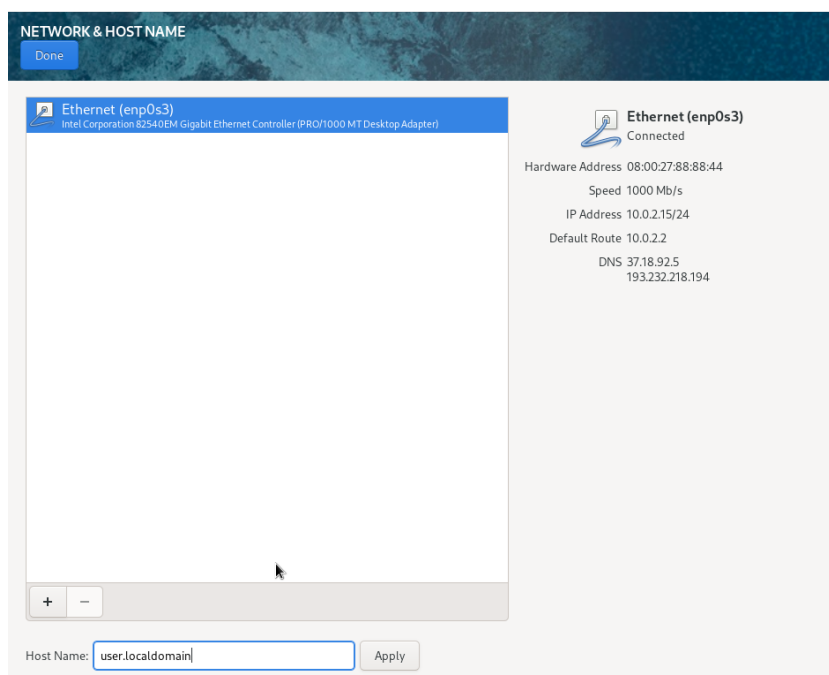 NETWORK & HOST NAME
Done
Ethernet (enp0s3)
Intel Corporation 82540EM Gigabit Ethernet Controller (PRO/1000 MT Desktop Adapter)
Ethernet (enp0s3)
Connected
Hardware Address 08:00:27:88:88:44
Speed 1000 Mb/s
IP Address 10.0.2.15/24
Default Route 10.0.2.2
DNS 37.18.92.5
193.232.218.194
+ −
Host Name: user.localdomain Apply